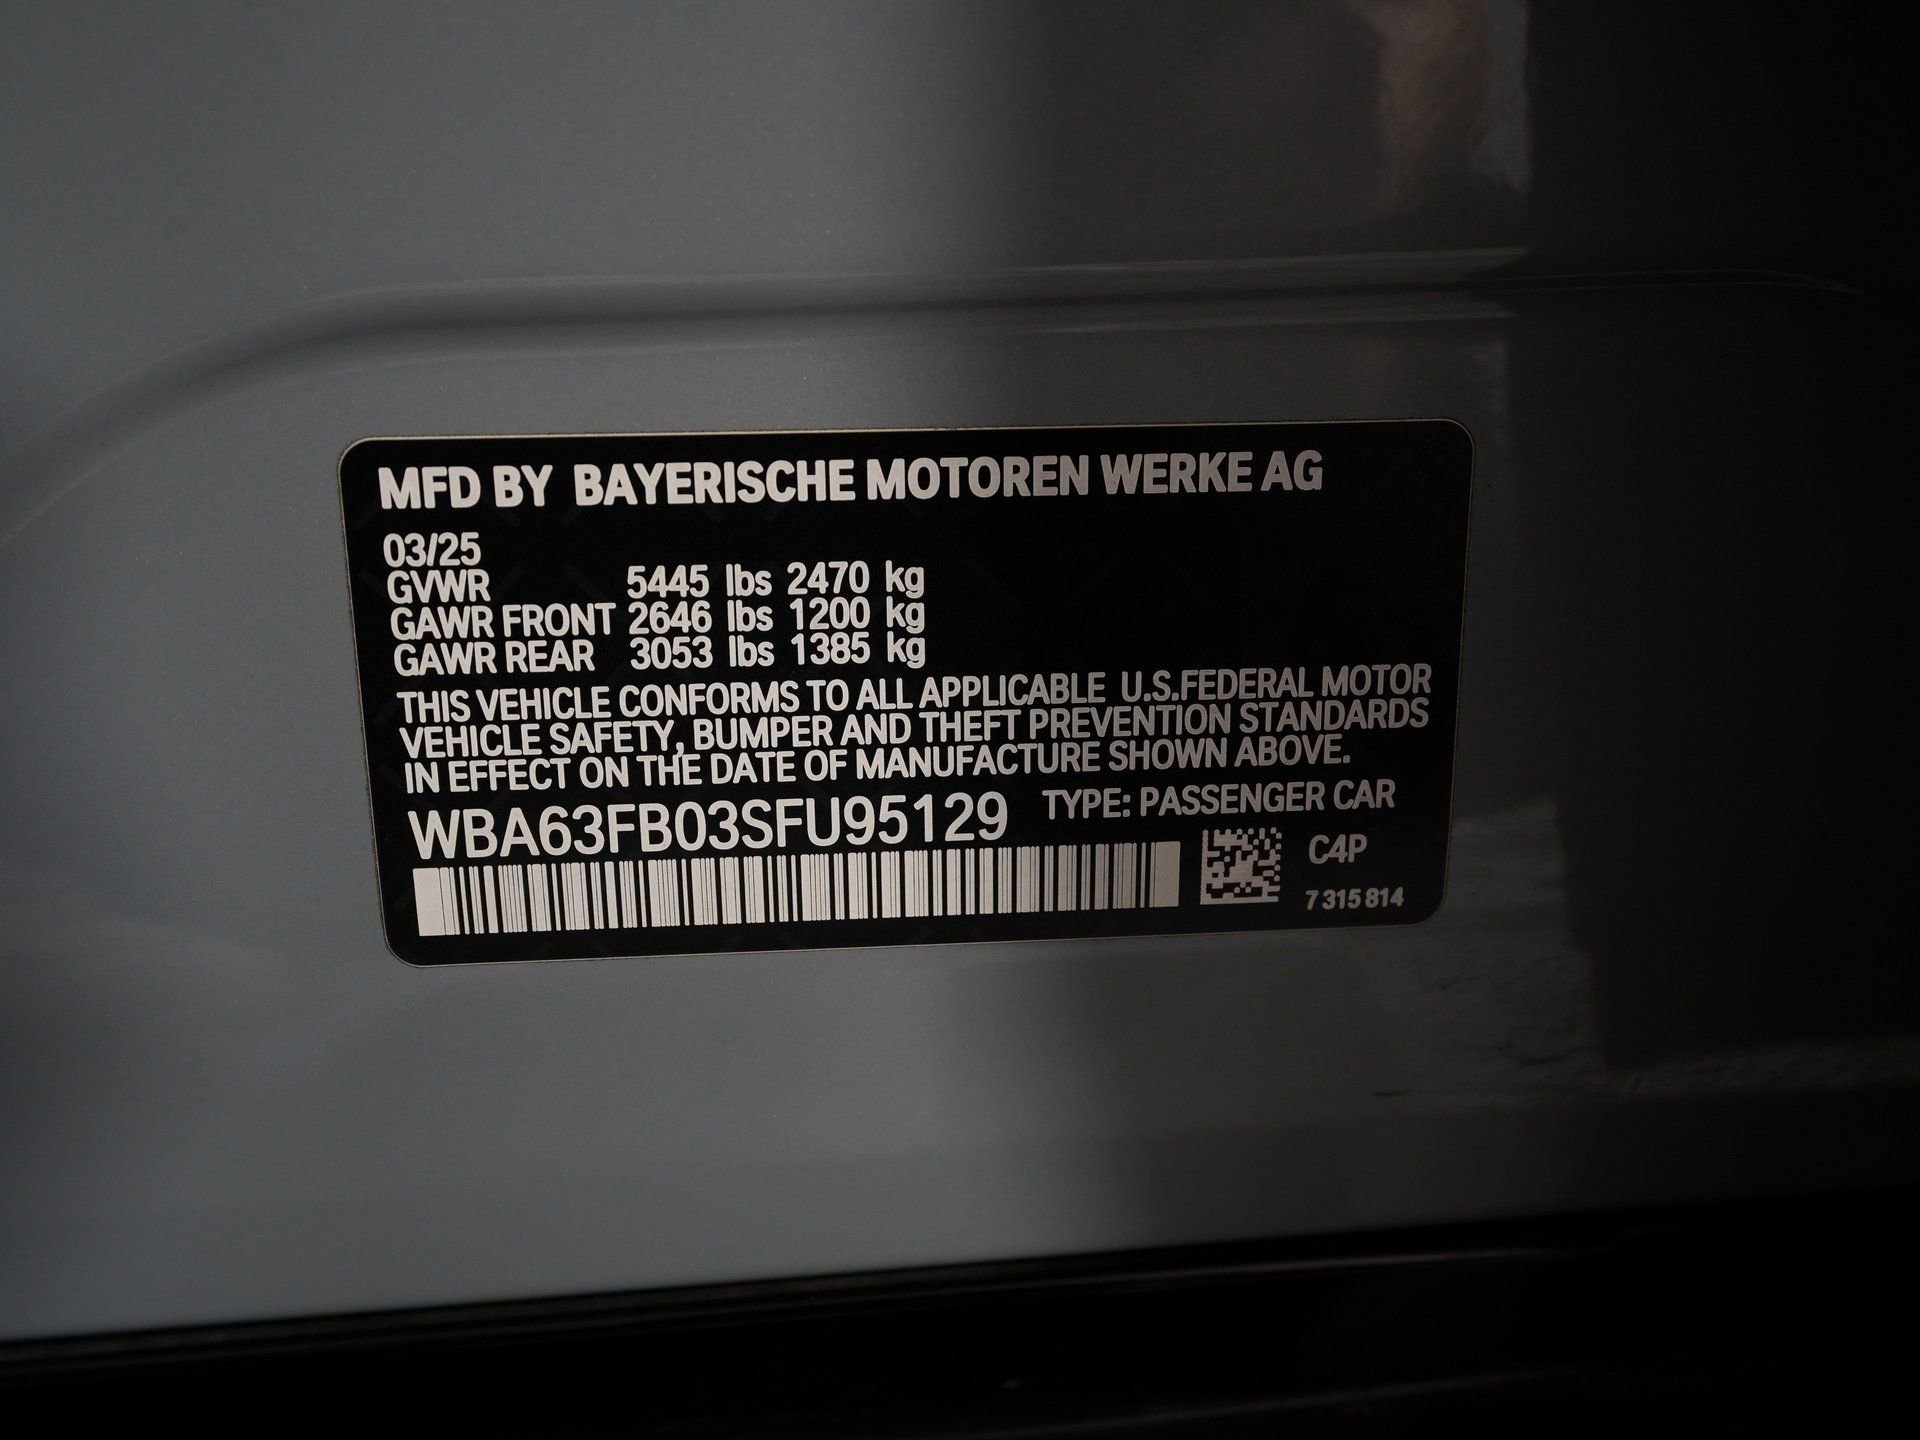 MFD BY BAYERISCHE MOTOREN WERKE AG
03/25
GVWR 5445 lbs 2470 kg
GAWR FRONT 2646 lbs 1200 kg
GAWR REAR 3053 lbs 1385 kg
THIS VEHICLE CONFORMS TO ALL APPLICABLE U.S.FEDERAL MOTOR
VEHICLE SAFETY, BUMPER AND THEFT PREVENTION STANDARDS
IN EFFECT ON THE DATE OF MANUFACTURE SHOWN ABOVE.
WBA63FB03SFU95129 TYPE: PASSENGER CAR
C4P
7 315 814